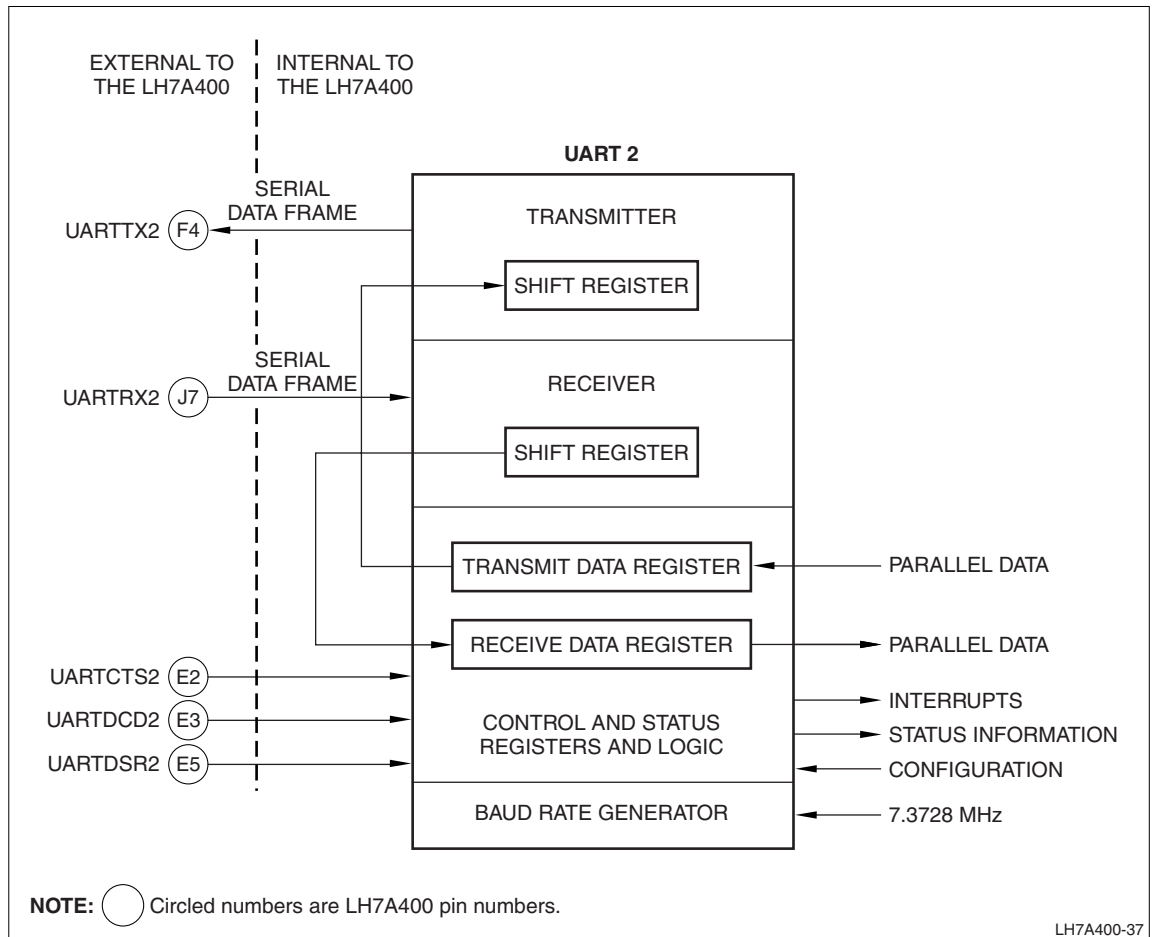 EXTERNAL TO
THE LH7A400
INTERNAL TO
THE LH7A400
UART 2
SERIAL
DATA FRAME
TRANSMITTER
UARTTX2
F4
SHIFT REGISTER
SERIAL
DATA FRAME
RECEIVER
UARTRX2
J7
SHIFT REGISTER
TRANSMIT DATA REGISTER
PARALLEL DATA
RECEIVE DATA REGISTER
PARALLEL DATA
UARTCTS2
E2
UARTDCD2
E3
UARTDSR2
E5
CONTROL AND STATUS
REGISTERS AND LOGIC
INTERRUPTS
STATUS INFORMATION
CONFIGURATION
BAUD RATE GENERATOR
7.3728 MHz
NOTE: Circled numbers are LH7A400 pin numbers.
LH7A400-37